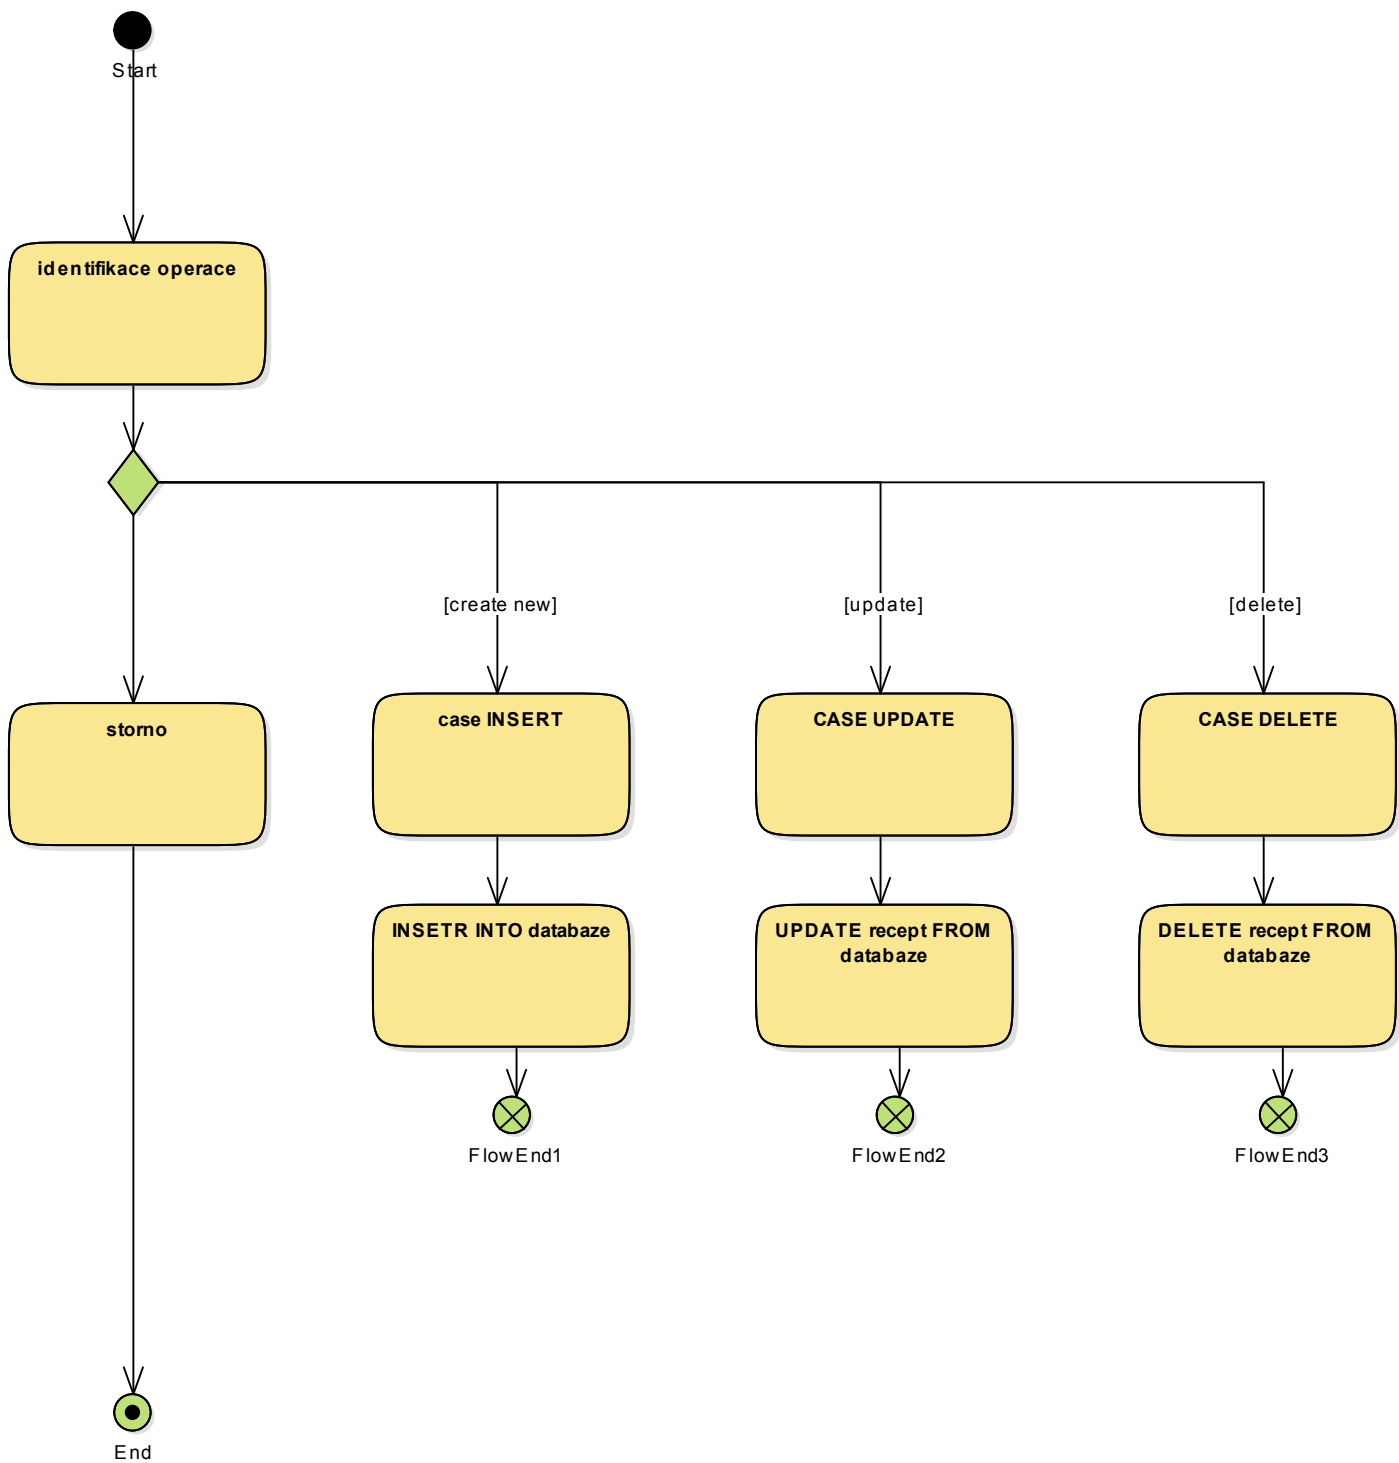 Start
identifikace operace
[create new]
[update]
[delete]
storno
case INSERT
CASE UPDATE
CASE DELETE
INSETR INTO databaze
UPDATE recept FROM
databaze
DELETE recept FROM
databaze
FlowEnd1
FlowEnd2
FlowEnd3
End